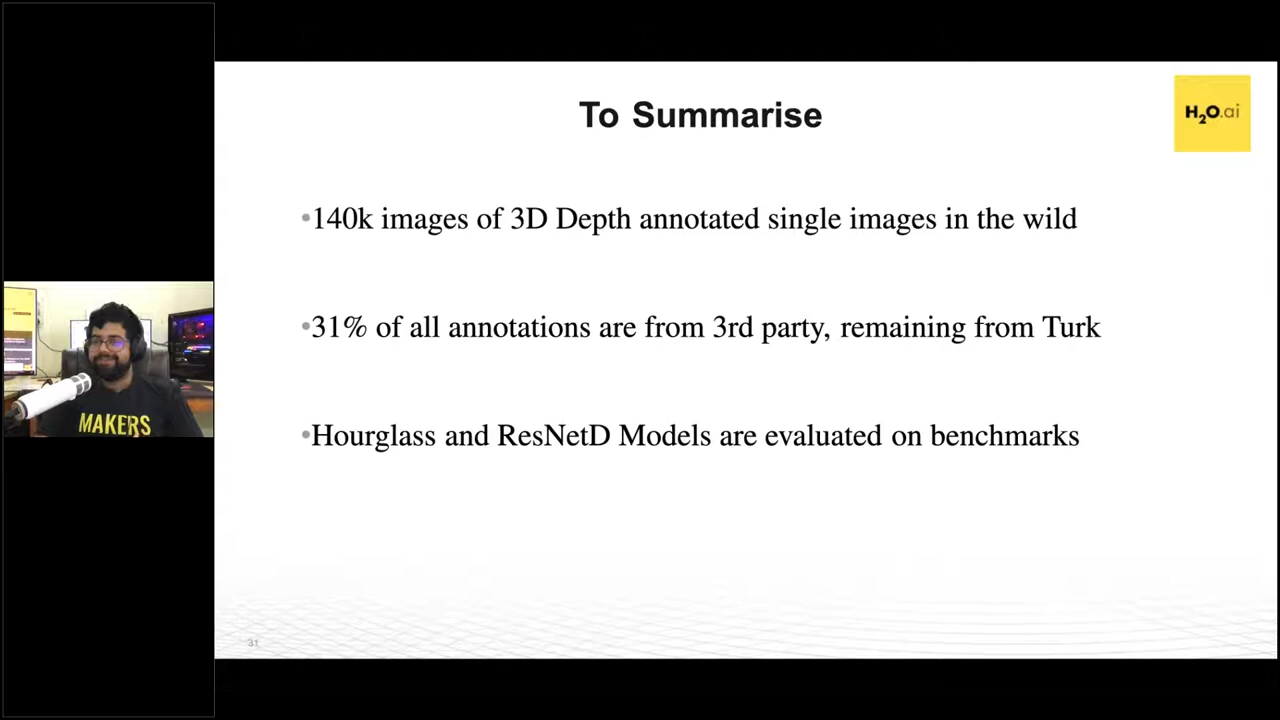 To Summarise
H2O.ai
•140k images of 3D Depth annotated single images in the wild
•31% of all annotations are from 3rd party, remaining from Turk
•Hourglass and ResNetD Models are evaluated on benchmarks
MAKERS
31